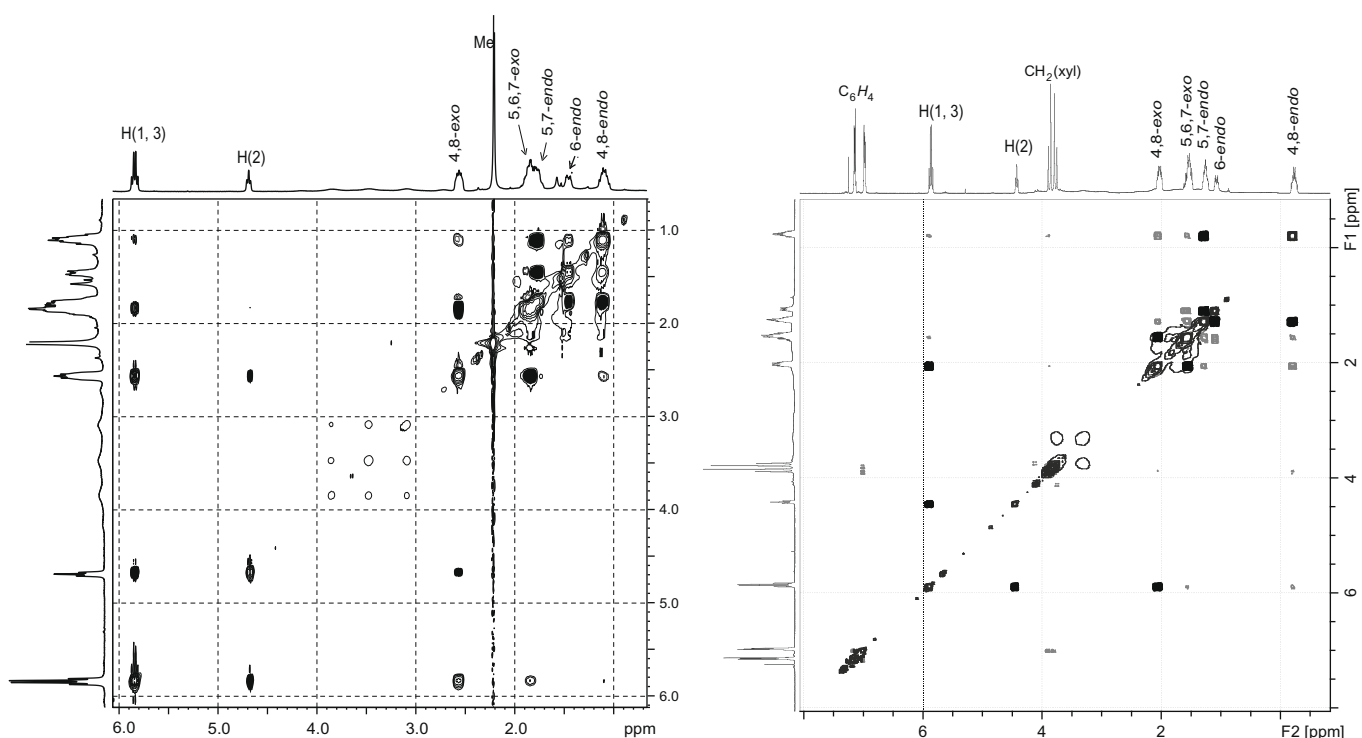 Me
5,6,7-exo
5,7-endo
6-endo
4,8-exo
4,8-endo
H(1, 3)
H(2)
1.0
2.0
3.0
4.0
5.0
6.0
6.0
5.0
4.0
3.0
2.0
ppm
CH2(xyl)
C6H4
H(1, 3)
H(2)
4,8-exo
5,6,7-exo
5,7-endo
6-endo
4,8-endo
F1 [ppm]
2
4
6
6
4
2
F2 [ppm]